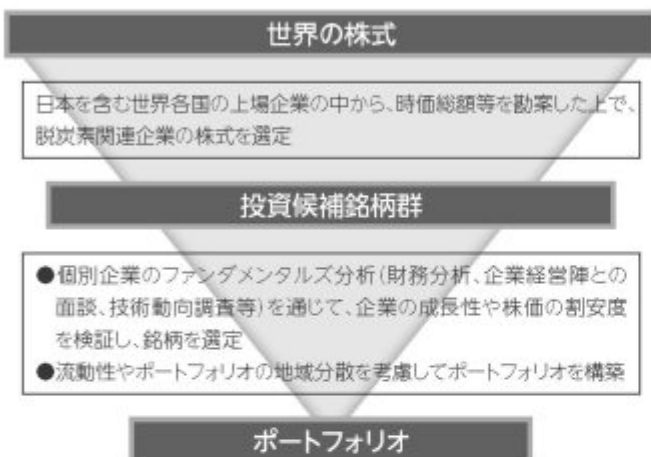 世界の株式
日本を含む世界各国の上場企業の中から、時価総額等を勘案した上で、
脱炭素関連企業の株式を選定
投資候補銘柄群
●個別企業のファンダメンタルズ分析(財務分析、企業経営陣との
面談、技術動向調査等)を通じて、企業の成長性や株価の割安度
を検証し、銘柄を選定
●流動性やポートフォリオの地域分散を考慮してポートフォリオを構築
ポートフォリオ